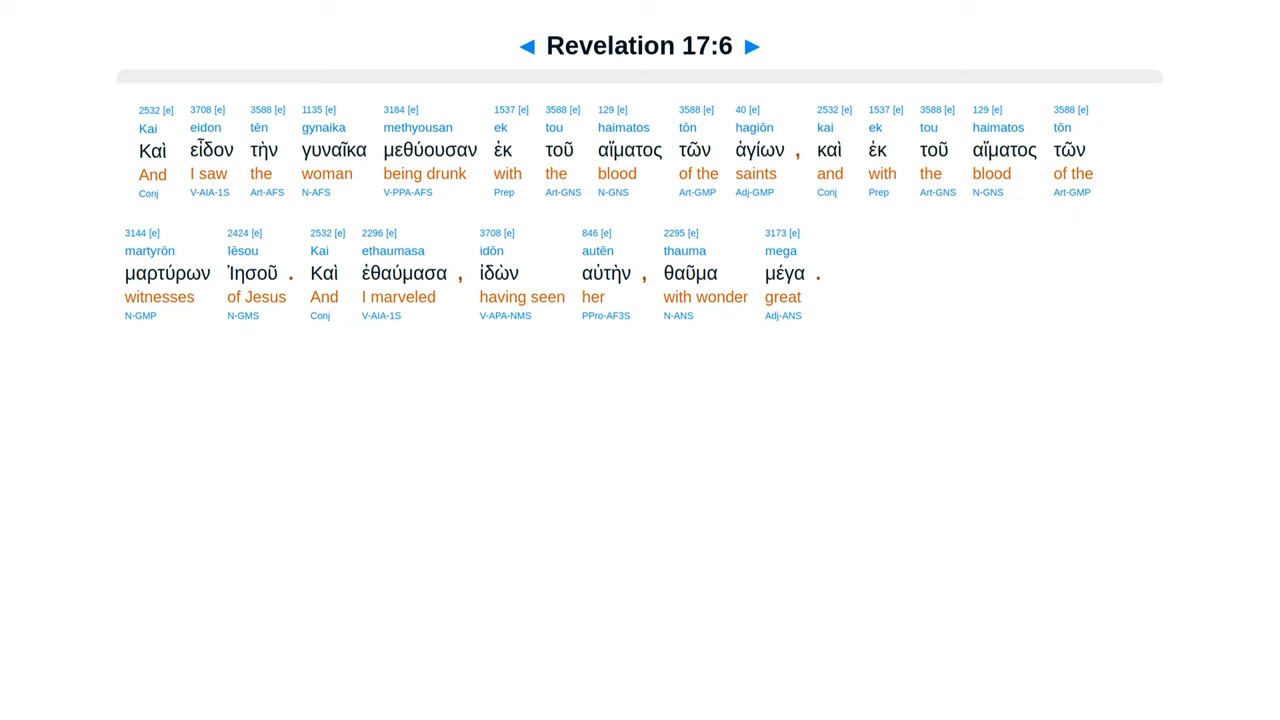 ◄ Revelation 17:6 ►
2532 [e] 3708 [e] 3588 [e] 1135 [e] 3184 [e] 1537 [e] 3588 [e] 129 [e] 3588 [e] 40 [e] 2532 [e] 1537 [e] 3588 [e] 129 [e] 3588 [e]
Kai eidon tēn gynaika methyousan ek tou haimatos tōn hagiōn kai ek tou haimatos tōn
Καὶ εἶδον τὴν γυναῖκα μεθύουσαν ἐκ τοῦ αἵματος τῶν ἁγίων , καὶ ἐκ τοῦ αἵματος τῶν
And I saw the woman being drunk with the blood of the saints and with the blood of the
Conj V-AIA-1S Art-AFS N-AFS V-PPA-AFS Prep Art-GNS N-GNS Art-GMP Adj-GMP Conj Prep Art-GNS N-GNS Art-GMP
3144 [e] 2424 [e] 2532 [e] 2296 [e] 3708 [e] 846 [e] 2295 [e] 3173 [e]
martyrōn Iēsou Kai ethaumasa idōn autēn thauma mega
μαρτύρων Ἰησοῦ . Καὶ ἐθαύμασα , ἰδὼν αὐτὴν , θαῦμα μέγα .
witnesses of Jesus And I marveled having seen her with wonder great
N-GMP N-GMS Conj V-AIA-1S V-APA-NMS PPro-AF3S N-ANS Adj-ANS